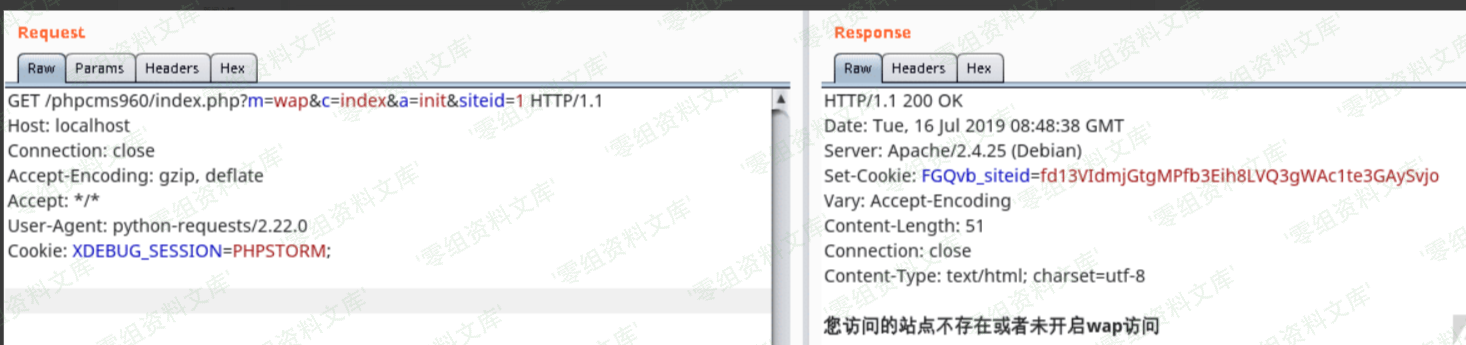 Request
Raw Params Headers Hex
GET /phpcms960/index.php?m=wap&c=index&a=init&siteid=1 HTTP/1.1
Host: localhost
Connection: close
Accept-Encoding: gzip, deflate
Accept: */*
User-Agent: python-requests/2.22.0
Cookie: XDEBUG_SESSION=PHPSTORM;
Response
Raw Headers Hex
HTTP/1.1 200 OK
Date: Tue, 16 Jul 2019 08:48:38 GMT
Server: Apache/2.4.25 (Debian)
Set-Cookie: FGQvb_siteid=fd13VIdmjGtgMPfb3Eih8LVQ3gWAc1te3GAySvjo
Vary: Accept-Encoding
Content-Length: 51
Connection: close
Content-Type: text/html; charset=utf-8
您访问的站点不存在或者未开启wap访问
'零组资料文库'